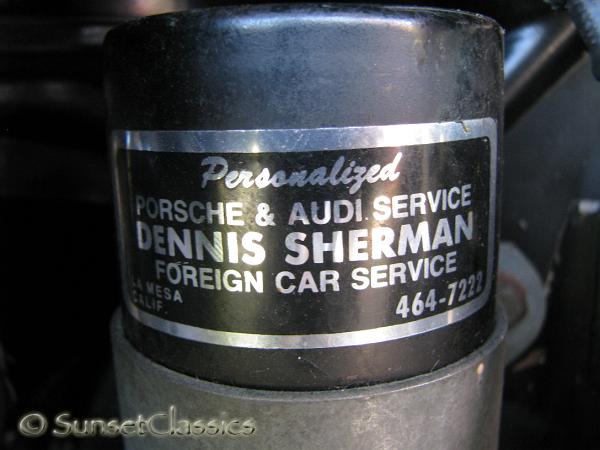 Personalized
PORSCHE & AUDI SERVICE
DENNIS SHERMAN
FOREIGN CAR SERVICE
LA MESA
CALIF.
464-7222
© SunsetClassics